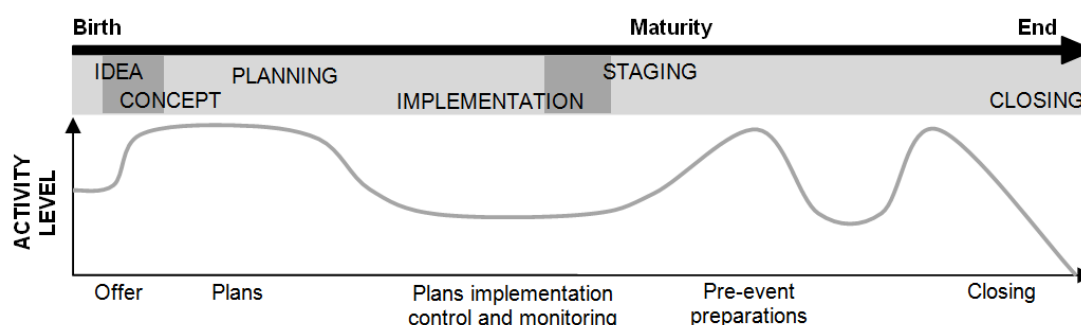 Birth Maturity End
IDEA PLANNING STAGING
CONCEPT IMPLEMENTATION CLOSING
ACTIVITY
LEVEL
Offer Plans Plans implementation Pre-event Closing
control and monitoring preparations